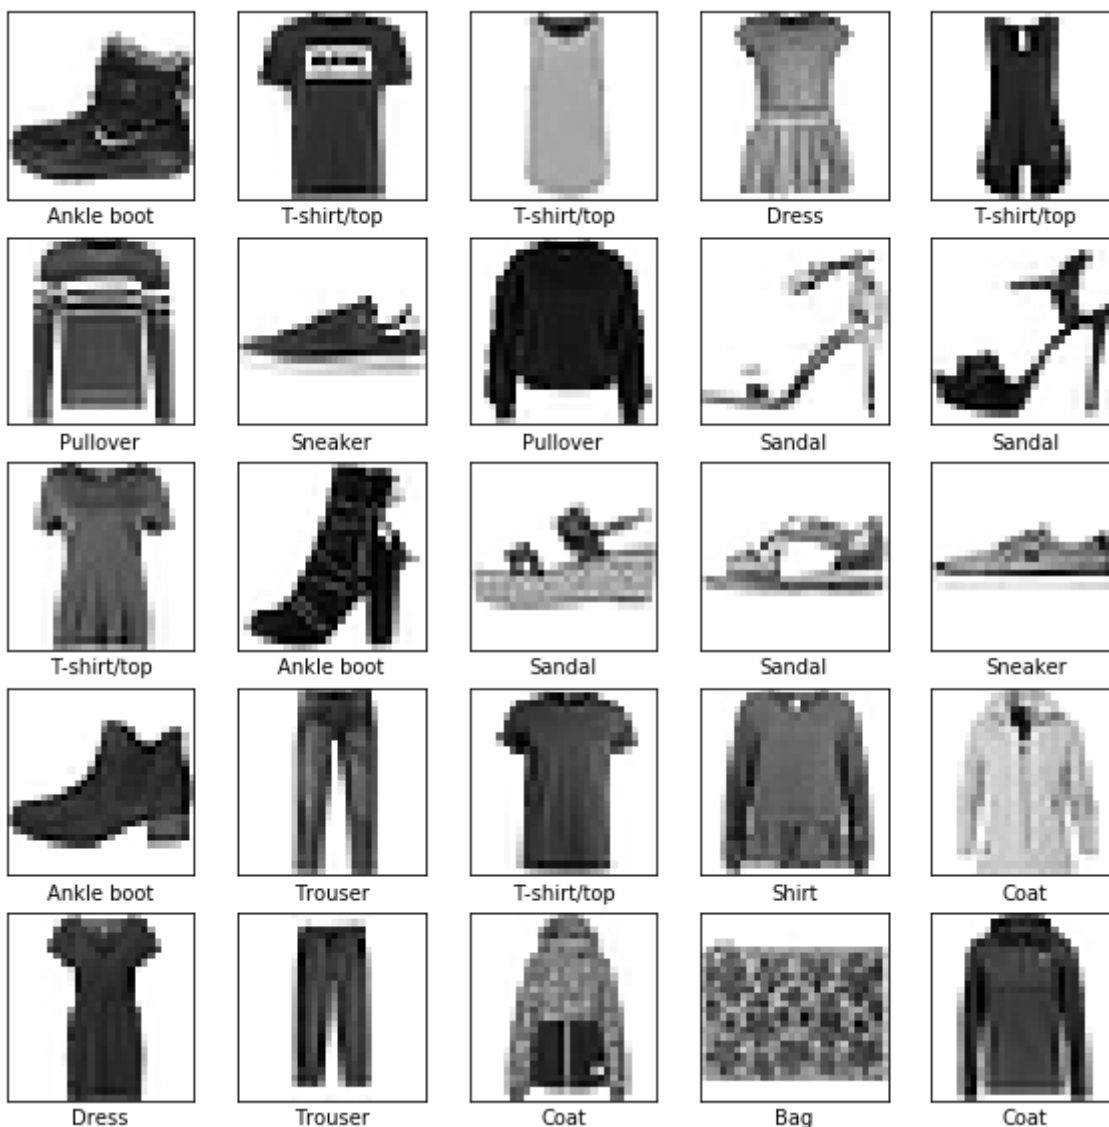 Ankle boot T-shirt/top T-shirt/top Dress T-shirt/top
Pullover Sneaker Pullover Sandal Sandal
T-shirt/top Ankle boot Sandal Sandal Sneaker
Ankle boot Trouser T-shirt/top Shirt Coat
Dress Trouser Coat Bag Coat